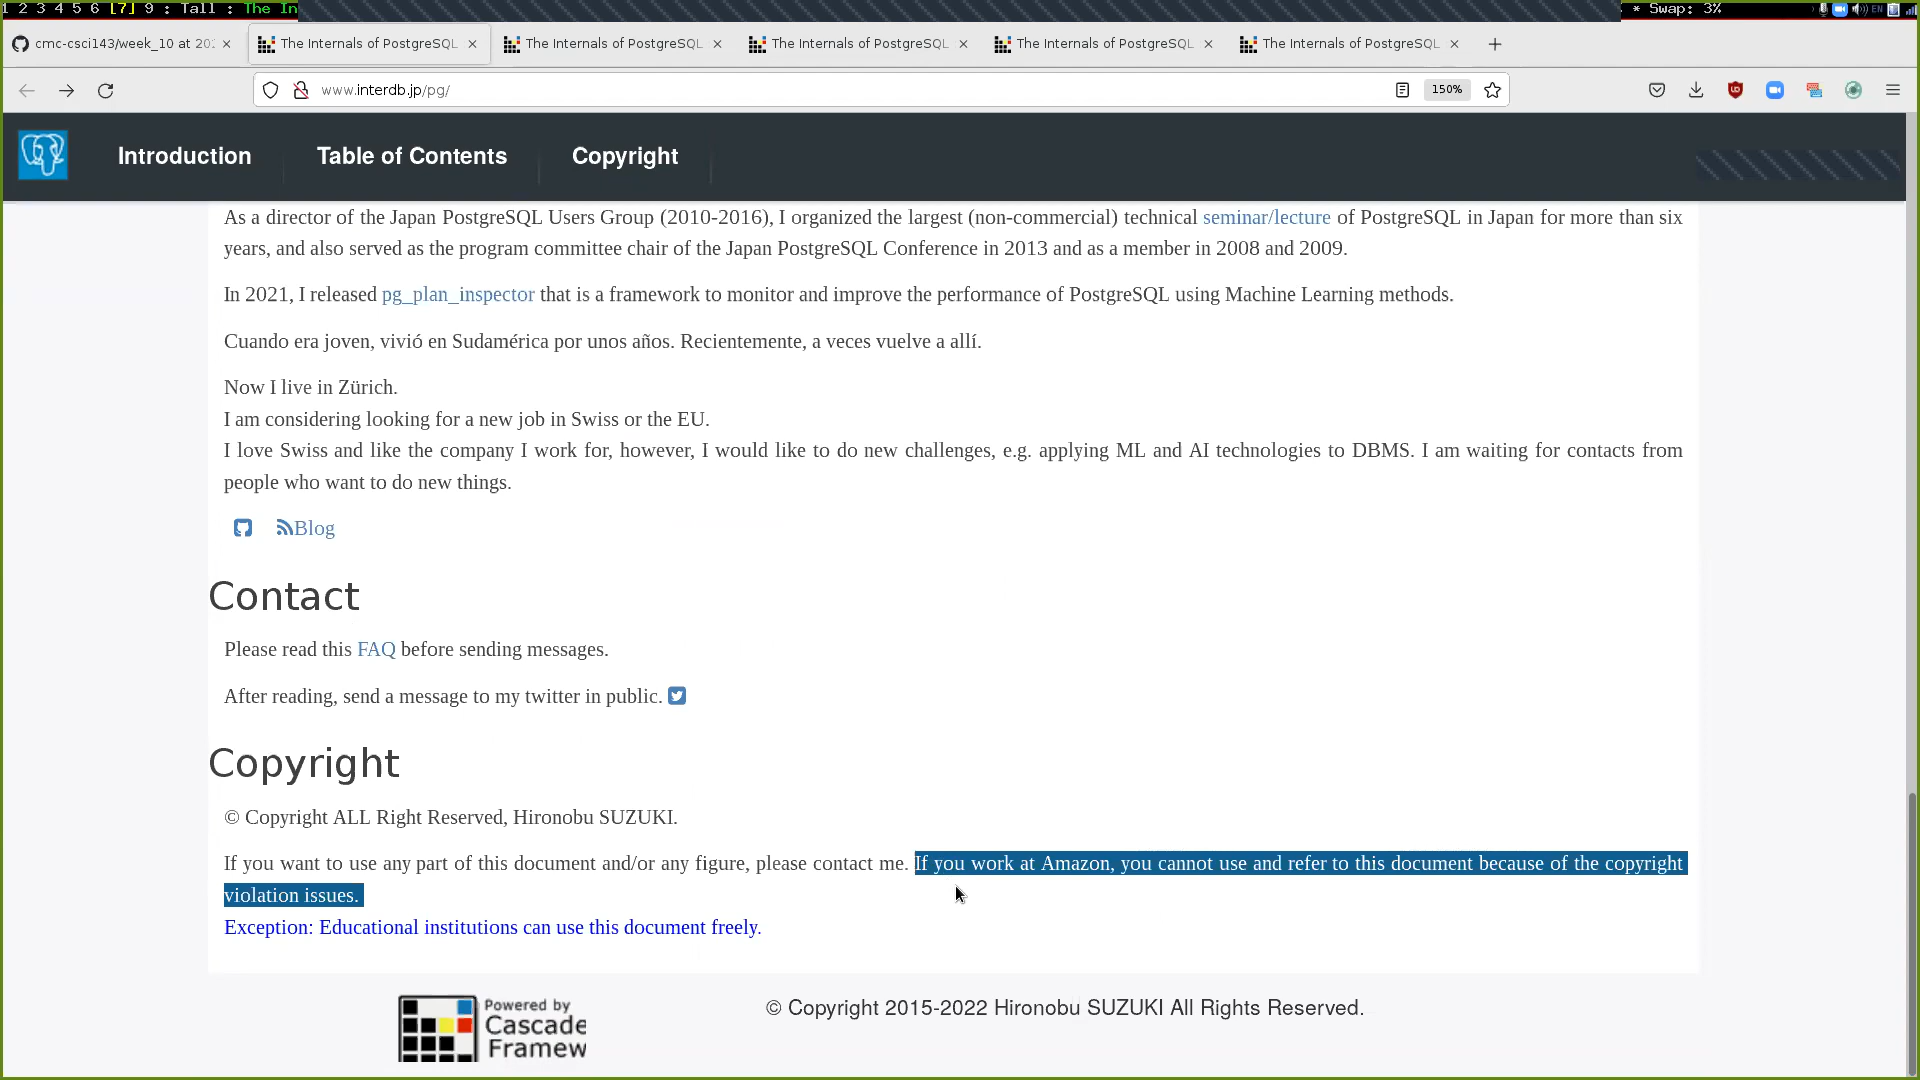 1 2 3 4 5 6 [7] 9 : Tall : The In
* Swap: 3%
EN
cmc-csci143/week_10 at 202
The Internals of PostgreSQL
The Internals of PostgreSQL
The Internals of PostgreSQL
The Internals of PostgreSQL
The Internals of PostgreSQL
www.interdb.jp/pg/
150%
Introduction
Table of Contents
Copyright
As a director of the Japan PostgreSQL Users Group (2010-2016), I organized the largest (non-commercial) technical seminar/lecture of PostgreSQL in Japan for more than six
years, and also served as the program committee chair of the Japan PostgreSQL Conference in 2013 and as a member in 2008 and 2009.
In 2021, I released pg_plan_inspector that is a framework to monitor and improve the performance of PostgreSQL using Machine Learning methods.
Cuando era joven, vivió en Sudamérica por unos años. Recientemente, a veces vuelve a allí.
Now I live in Zürich.
I am considering looking for a new job in Swiss or the EU.
I love Swiss and like the company I work for, however, I would like to do new challenges, e.g. applying ML and AI technologies to DBMS. I am waiting for contacts from
people who want to do new things.
Blog
Contact
Please read this FAQ before sending messages.
After reading, send a message to my twitter in public.
Copyright
© Copyright ALL Right Reserved, Hironobu SUZUKI.
If you want to use any part of this document and/or any figure, please contact me. If you work at Amazon, you cannot use and refer to this document because of the copyright
violation issues.
Exception: Educational institutions can use this document freely.
Powered by
Cascade
Framew
© Copyright 2015-2022 Hironobu SUZUKI All Rights Reserved.